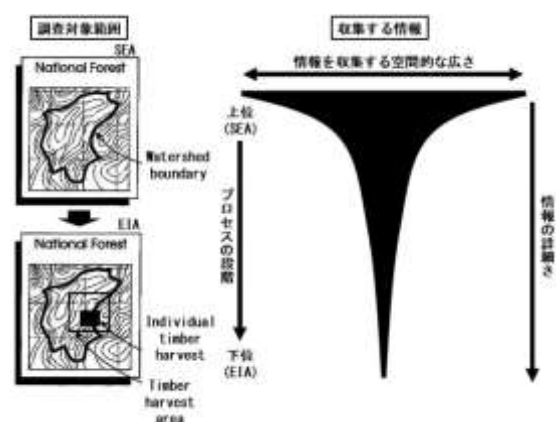 調査対象範囲
SEA
National Forest
Watershed
boundary
EIA
National Forest
Individual
timber
harvest
Timber
harvest
area
収集する情報
情報を収集する空間的な広さ
上位
(SEA)
プロセスの段階
下位
(EIA)
情報の詳細さ